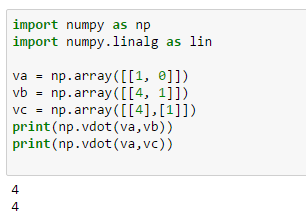 import numpy as np
import numpy.linalg as lin
va = np.array([[1, 0]])
vb = np.array([[4, 1]])
vc = np.array([[4],[1]])
print(np.vdot(va,vb))
print(np.vdot(va,vc))
4
4